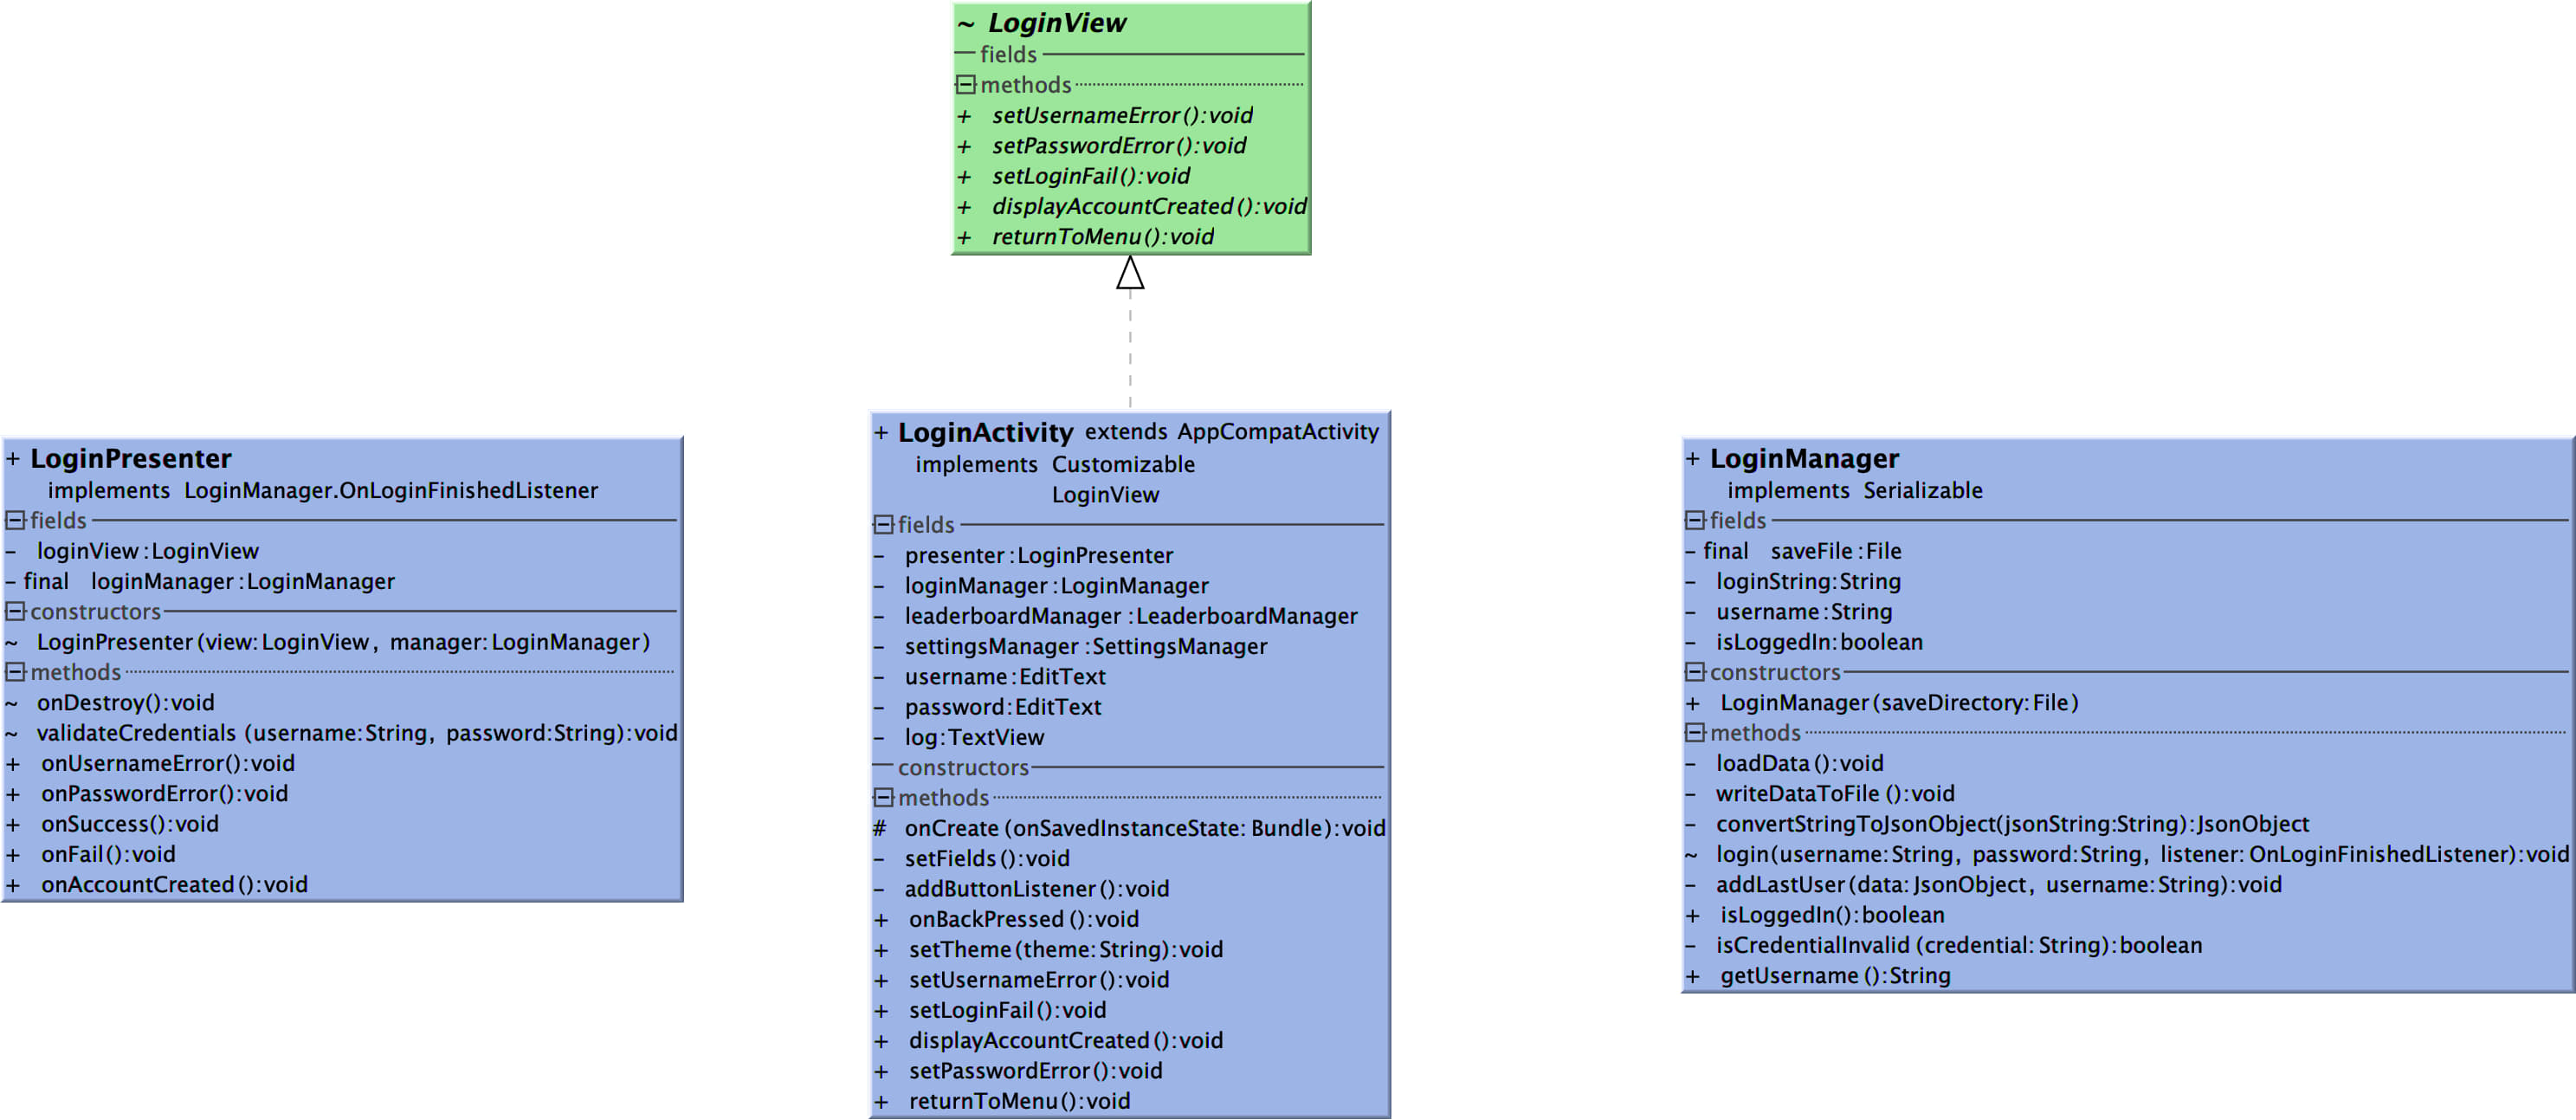 ~ LoginView
fields
methods
+ setUsernameError():void
+ setPasswordError():void
+ setLoginFail():void
+ displayAccountCreated():void
+ returnToMenu():void
+ LoginPresenter
implements LoginManager.OnLoginFinishedListener
fields
- loginView:LoginView
- final loginManager:LoginManager
constructors
~ LoginPresenter(view:LoginView, manager:LoginManager)
methods
~ onDestroy():void
~ validateCredentials(username:String, password:String):void
+ onUsernameError():void
+ onPasswordError():void
+ onSuccess():void
+ onFail():void
+ onAccountCreated():void
+ LoginActivity extends AppCompatActivity
implements Customizable
LoginView
fields
- presenter:LoginPresenter
- loginManager:LoginManager
- leaderboardManager:LeaderboardManager
- settingsManager:SettingsManager
- username:EditText
- password:EditText
- log:TextView
constructors
methods
# onCreate(onSavedInstanceState:Bundle):void
- setFields():void
- addButtonListener():void
+ onBackPressed():void
+ setTheme(theme:String):void
+ setUsernameError():void
+ setLoginFail():void
+ displayAccountCreated():void
+ setPasswordError():void
+ returnToMenu():void
+ LoginManager
implements Serializable
fields
- final saveFile:File
- loginString:String
- username:String
- isLoggedIn:boolean
constructors
+ LoginManager(saveDirectory:File)
methods
- loadData():void
- writeDataToFile():void
- convertStringToJsonObject(jsonString:String):JsonObject
~ login(username:String, password:String, listener:OnLoginFinishedListener):void
- addLastUser(data:JsonObject, username:String):void
+ isLoggedIn():boolean
- isCredentialInvalid(credential:String):boolean
+ getUsername():String